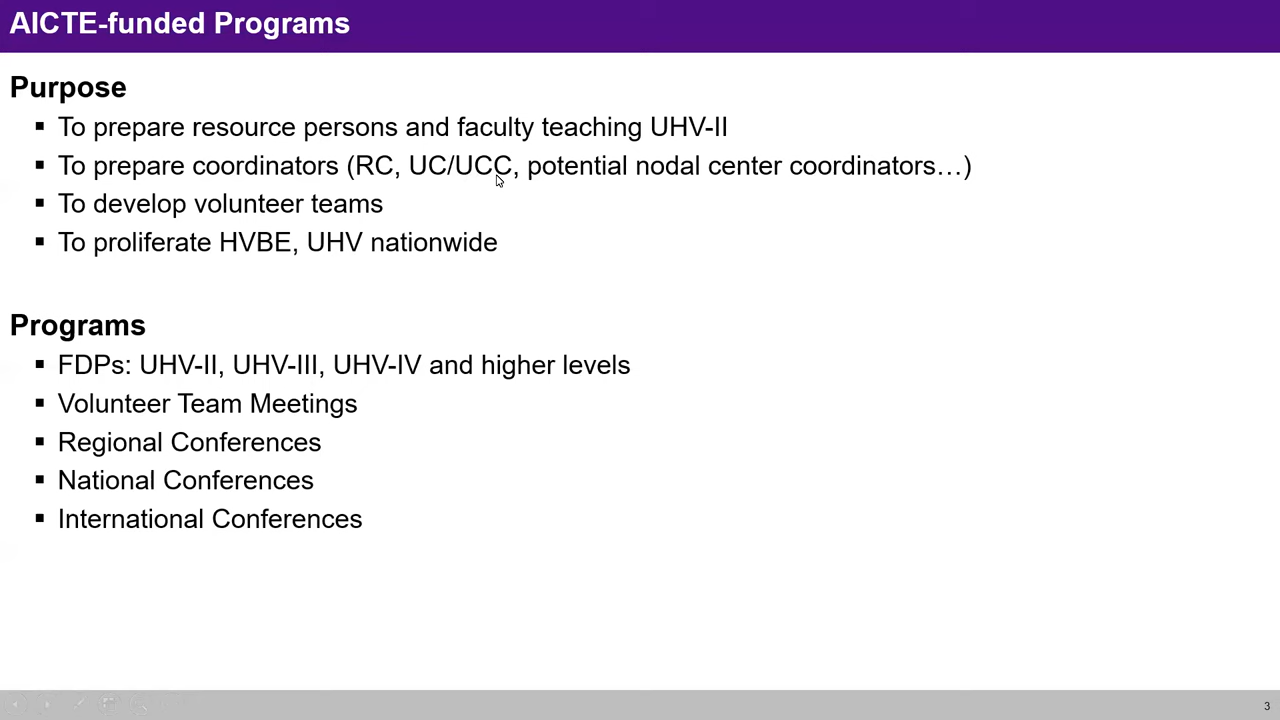 AICTE-funded Programs
Purpose
▪ To prepare resource persons and faculty teaching UHV-II
▪ To prepare coordinators (RC, UC/UCC, potential nodal center coordinators…)
▪ To develop volunteer teams
▪ To proliferate HVBE, UHV nationwide
Programs
▪ FDPs: UHV-II, UHV-III, UHV-IV and higher levels
▪ Volunteer Team Meetings
▪ Regional Conferences
▪ National Conferences
▪ International Conferences
3